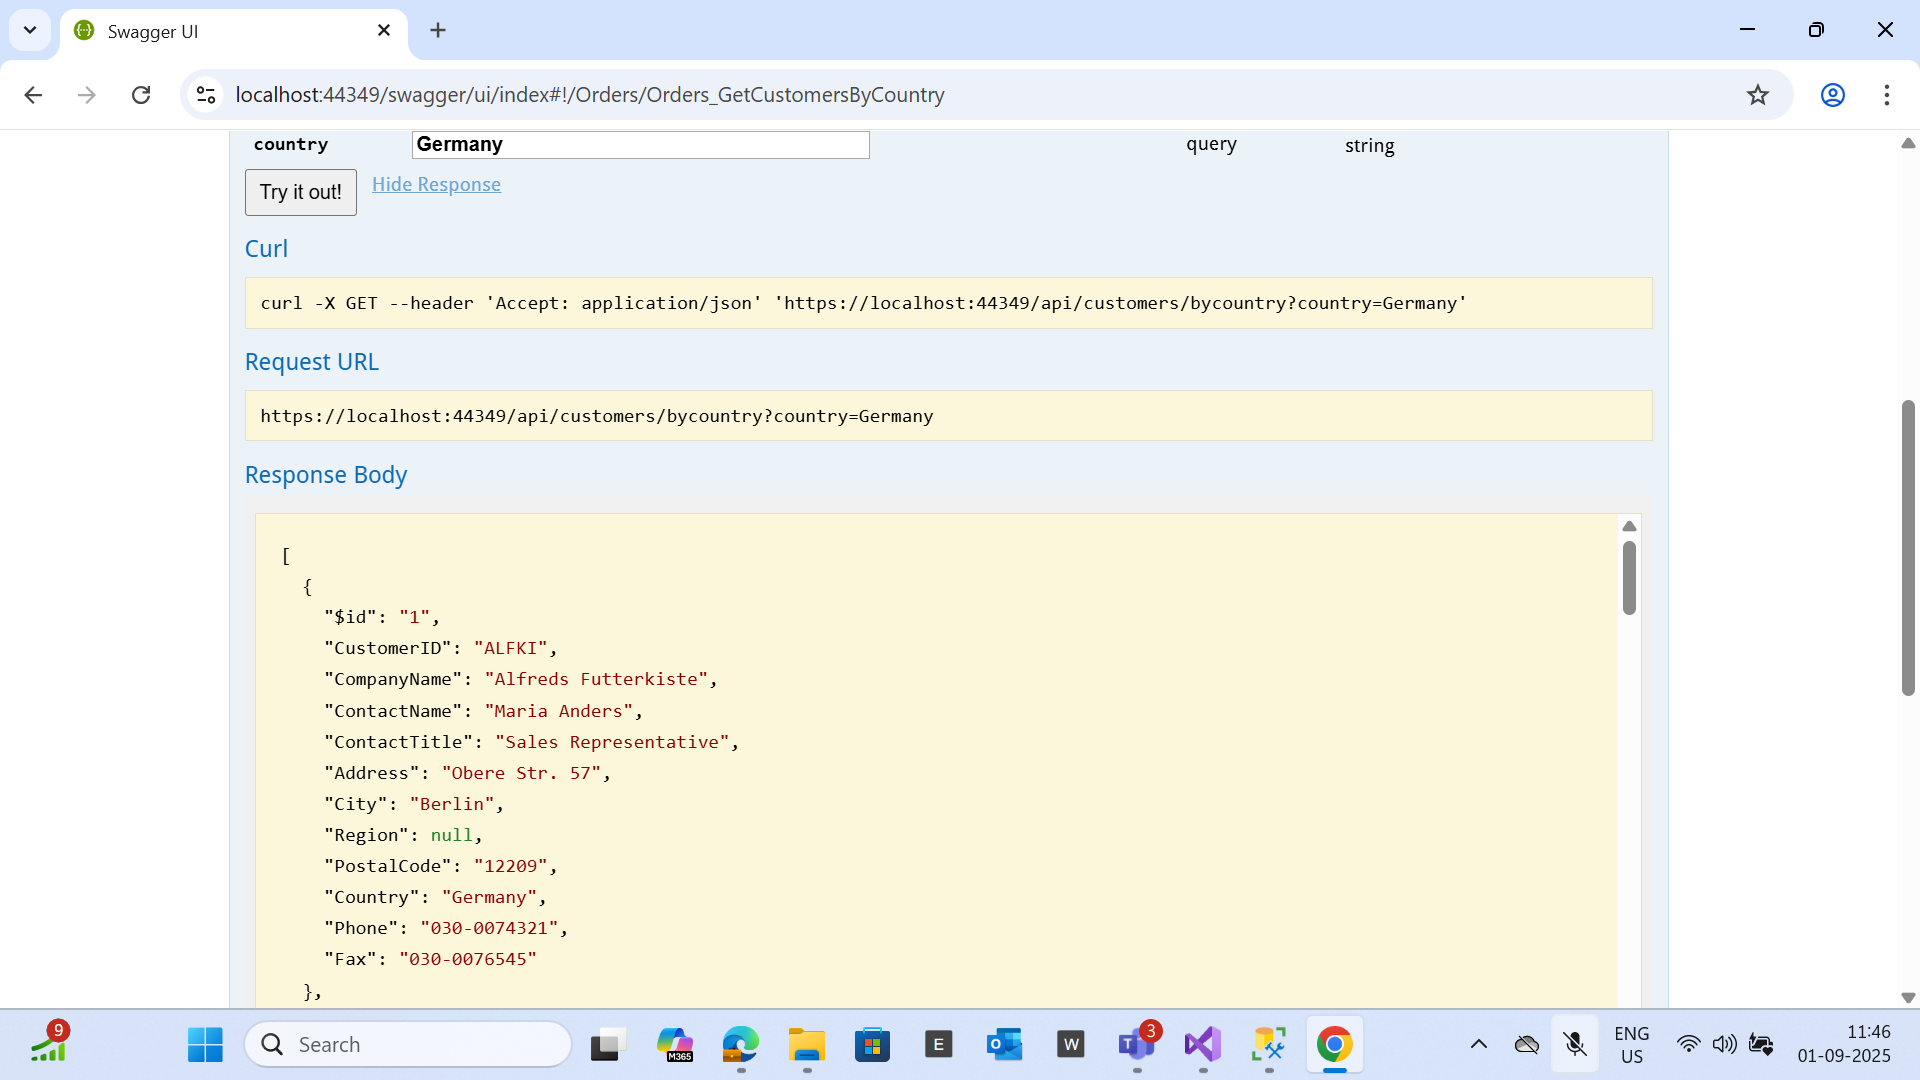 Swagger UI
localhost:44349/swagger/ui/index#!/Orders/Orders_GetCustomersByCountry
country Germany query string
Try it out! Hide Response
Curl
curl -X GET --header 'Accept: application/json' 'https://localhost:44349/api/customers/bycountry?country=Germany'
Request URL
https://localhost:44349/api/customers/bycountry?country=Germany
Response Body
[
{
"$id": "1",
"CustomerID": "ALFKI",
"CompanyName": "Alfreds Futterkiste",
"ContactName": "Maria Anders",
"ContactTitle": "Sales Representative",
"Address": "Obere Str. 57",
"City": "Berlin",
"Region": null,
"PostalCode": "12209",
"Country": "Germany",
"Phone": "030-0074321",
"Fax": "030-0076545"
},
9 Search M365 E O W T 3 ENG 11:46
US 01-09-2025